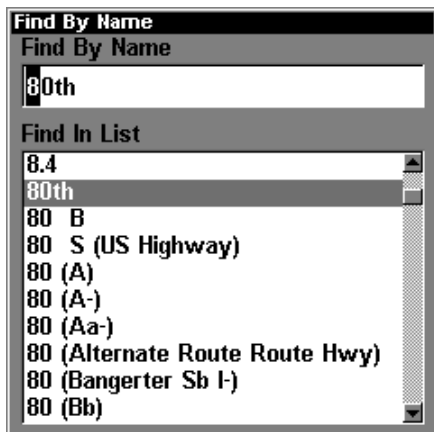 Find By Name
Find By Name
80th
Find In List
8.4
80th
80 B
80 S (US Highway)
80 (A)
80 (A-)
80 (Aa-)
80 (Alternate Route Route Hwy)
80 (Bangerter Sb I-)
80 (Bb)